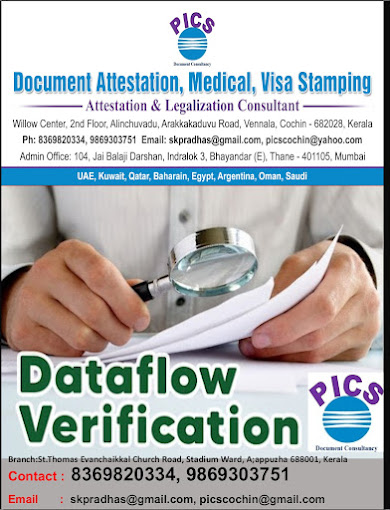 PICS
Document Consultancy
Document Attestation, Medical, Visa Stamping
Attestation & Legalization Consultant
Willow Center, 2nd Floor, Alinchuvadu, Arakkakaduvu Road, Vennala, Cochin - 682028, Kerala
Ph: 8369820334, 9869303751 Email: skpradhas@gmail.com, picscochin@yahoo.com
Admin Office: 104, Jai Balaji Darshan, Indralok 3, Bhayandar (E), Thane - 401105, Mumbai
UAE, Kuwait, Qatar, Baharain, Egypt, Argentina, Oman, Saudi
Dataflow
Verification
PICS
Document Consultancy
Branch:St.Thomas Evanchaikkal Church Road, Stadium Ward, A;appuzha 688001, Kerala
Contact : 8369820334, 9869303751
Email : skpradhas@gmail.com, picscochin@gmail.com